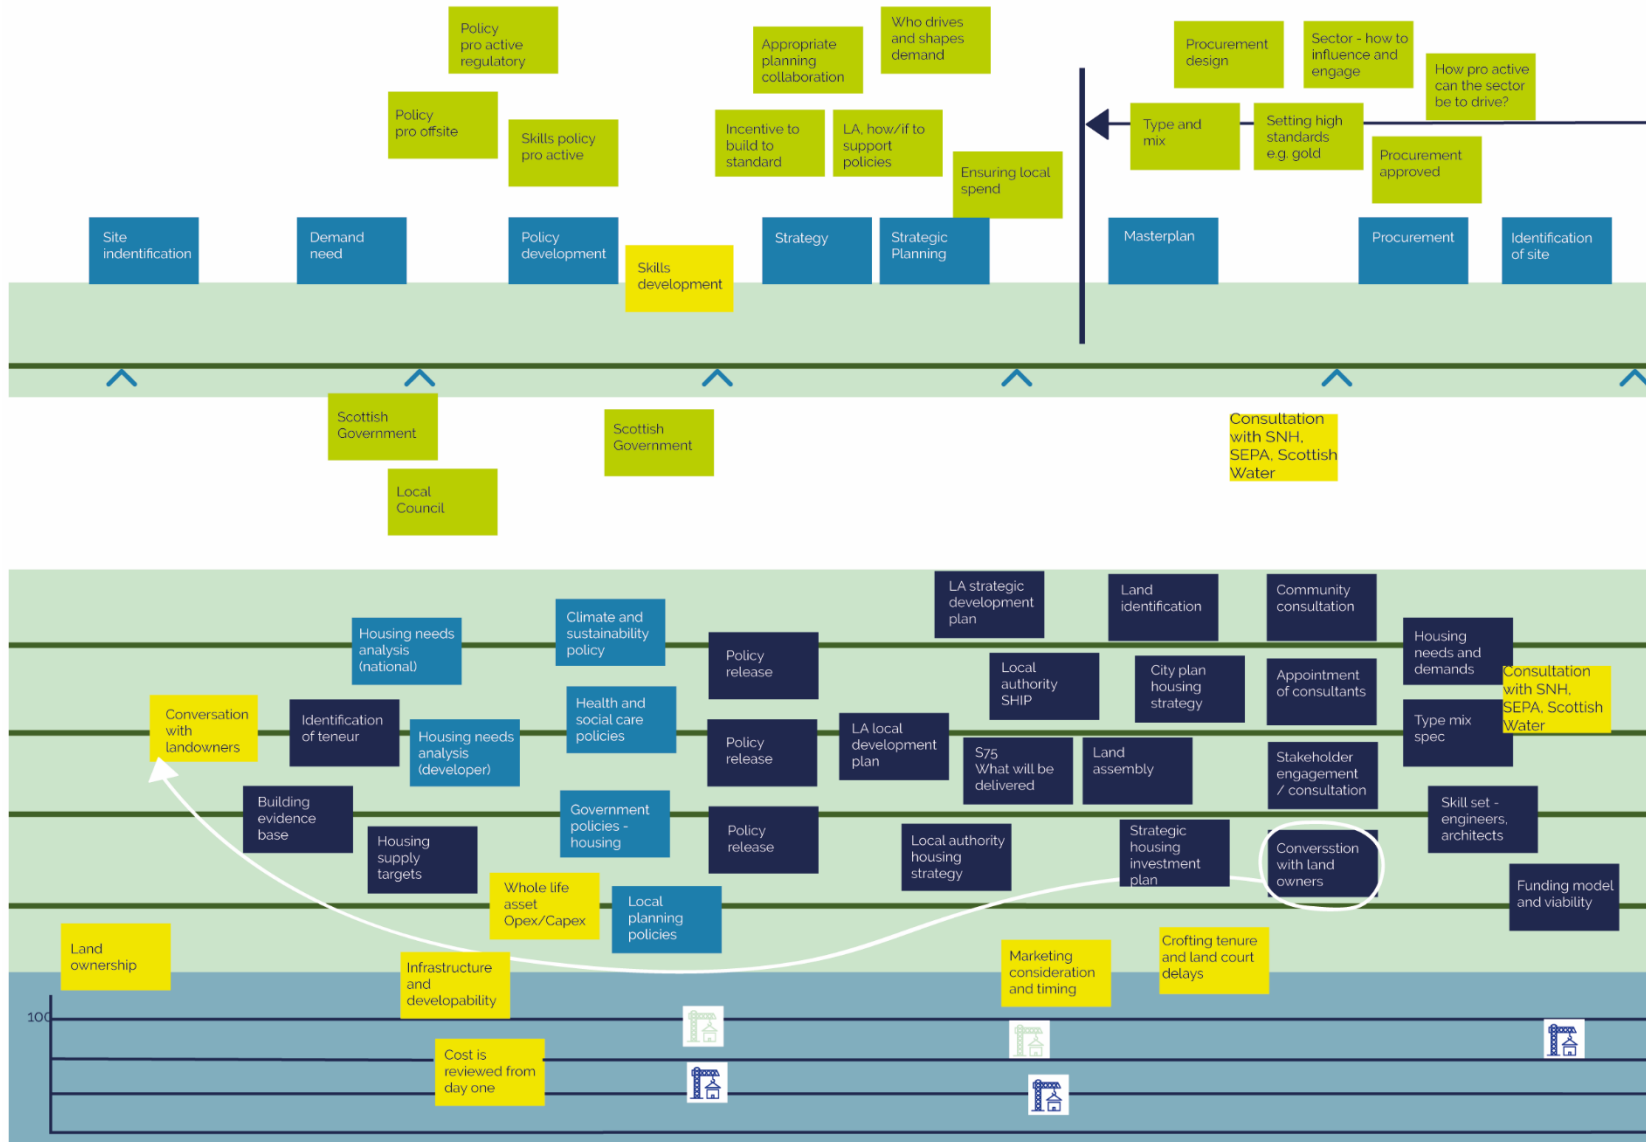 Policy
pro active
regulatory
Policy
pro offsite
Skills policy
pro active
Appropriate
planning
collaboration
Who drives
and shapes
demand
Incentive to
build to
standard
LA, how/if to
support
policies
Ensuring local
spend
Procurement
design
Sector - how to
influence and
engage
How pro active
can the sector
be to drive?
Type and
mix
Setting high
standards
e.g. gold
Procurement
approved
Site
indentification
Demand
need
Policy
development
Skills
development
Strategy
Strategic
Planning
Masterplan
Procurement
Identification
of site
Scottish
Government
Local
Council
Scottish
Government
Consultation
with SNH,
SEPA, Scottish
Water
LA strategic
development
plan
Land
identification
Community
consultation
Housing needs
analysis
(national)
Climate and
sustainability
policy
Policy
release
Housing
needs and
demands
Local
authority
SHIP
City plan
housing
strategy
Appointment
of consultants
Consultation
with SNH,
SEPA, Scottish
Water
Conversation
with
landowners
Identification
of teneur
Housing needs
analysis
(developer)
Health and
social care
policies
Policy
release
LA local
development
plan
S75
What will be
delivered
Land
assembly
Stakeholder
engagement
/ consultation
Type mix
spec
Building
evidence
base
Housing
supply
targets
Government
policies -
housing
Policy
release
Local authority
housing
strategy
Strategic
housing
investment
plan
Converrstion
with land
owners
Skill set -
engineers,
architects
Whole life
asset
Opex/Capex
Local
planning
policies
Funding model
and viability
Land
ownership
Infrastructure
and
developability
Marketing
consideration
and timing
Crofting tenure
and land court
delays
100
Cost is
reviewed from
day one